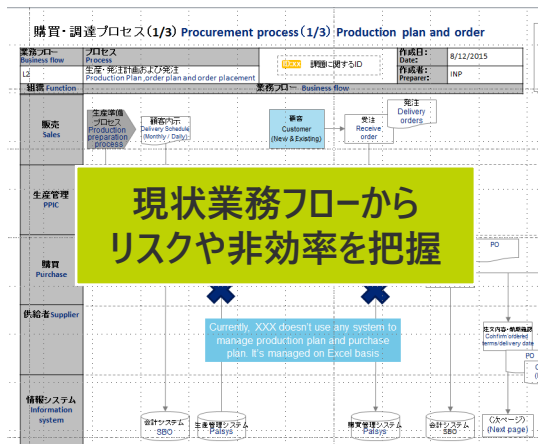 購買・調達プロセス(1/3) Procurement process(1/3) Production plan and order
業務フロー
Business flow
プロセス
Process
課題に関するID
作成日:
Date:
8/12/2015
L2
生産・発注計画および発注
Production Plan ,order plan and order placement
作成者:
Preparer:
INP
組織 Function
業務フロー Business flow
販売
Sales
生産準備
プロセス
Production
preparation
process
顧客内示
Delivery Schedule
(Monthly / Daily)
顧客
Customer
(New & Existing)
受注
Receive
order
発注
Delivery
orders
生産管理
PPIC
現状業務フローから
リスクや非効率を把握
購買
Purchase
PO
供給者Supplier
Currently, XXX doesn't use any system to
manage production plan and purchase
plan. It's managed on Excel basis
注文内容・納期確認
Confirm ordered
terms/delivery date
PO
情報システム
Information
system
会計システム
SBO
生産管理システム
Palsys
購買管理システム
Palsys
会計システム
SBO
(次ページ)
(Next page)